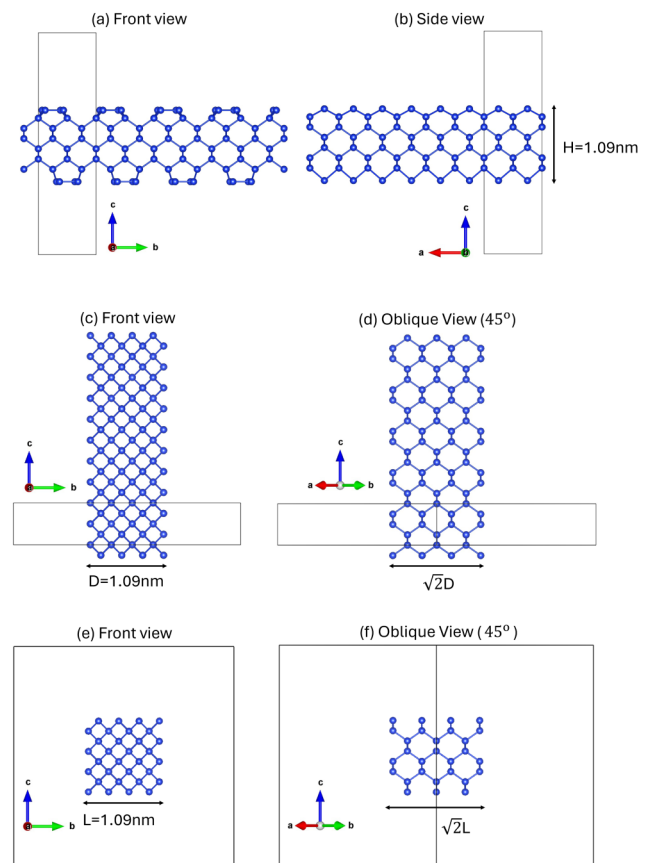 (a) Front view
(b) Side view
H=1.09nm
c
a
b
c
a
b
(c) Front view
(d) Oblique View (45°)
c
a
b
c
a
b
D=1.09nm
√2D
(e) Front view
(f) Oblique View ( 45° )
c
a
b
c
a
b
L=1.09nm
√2L